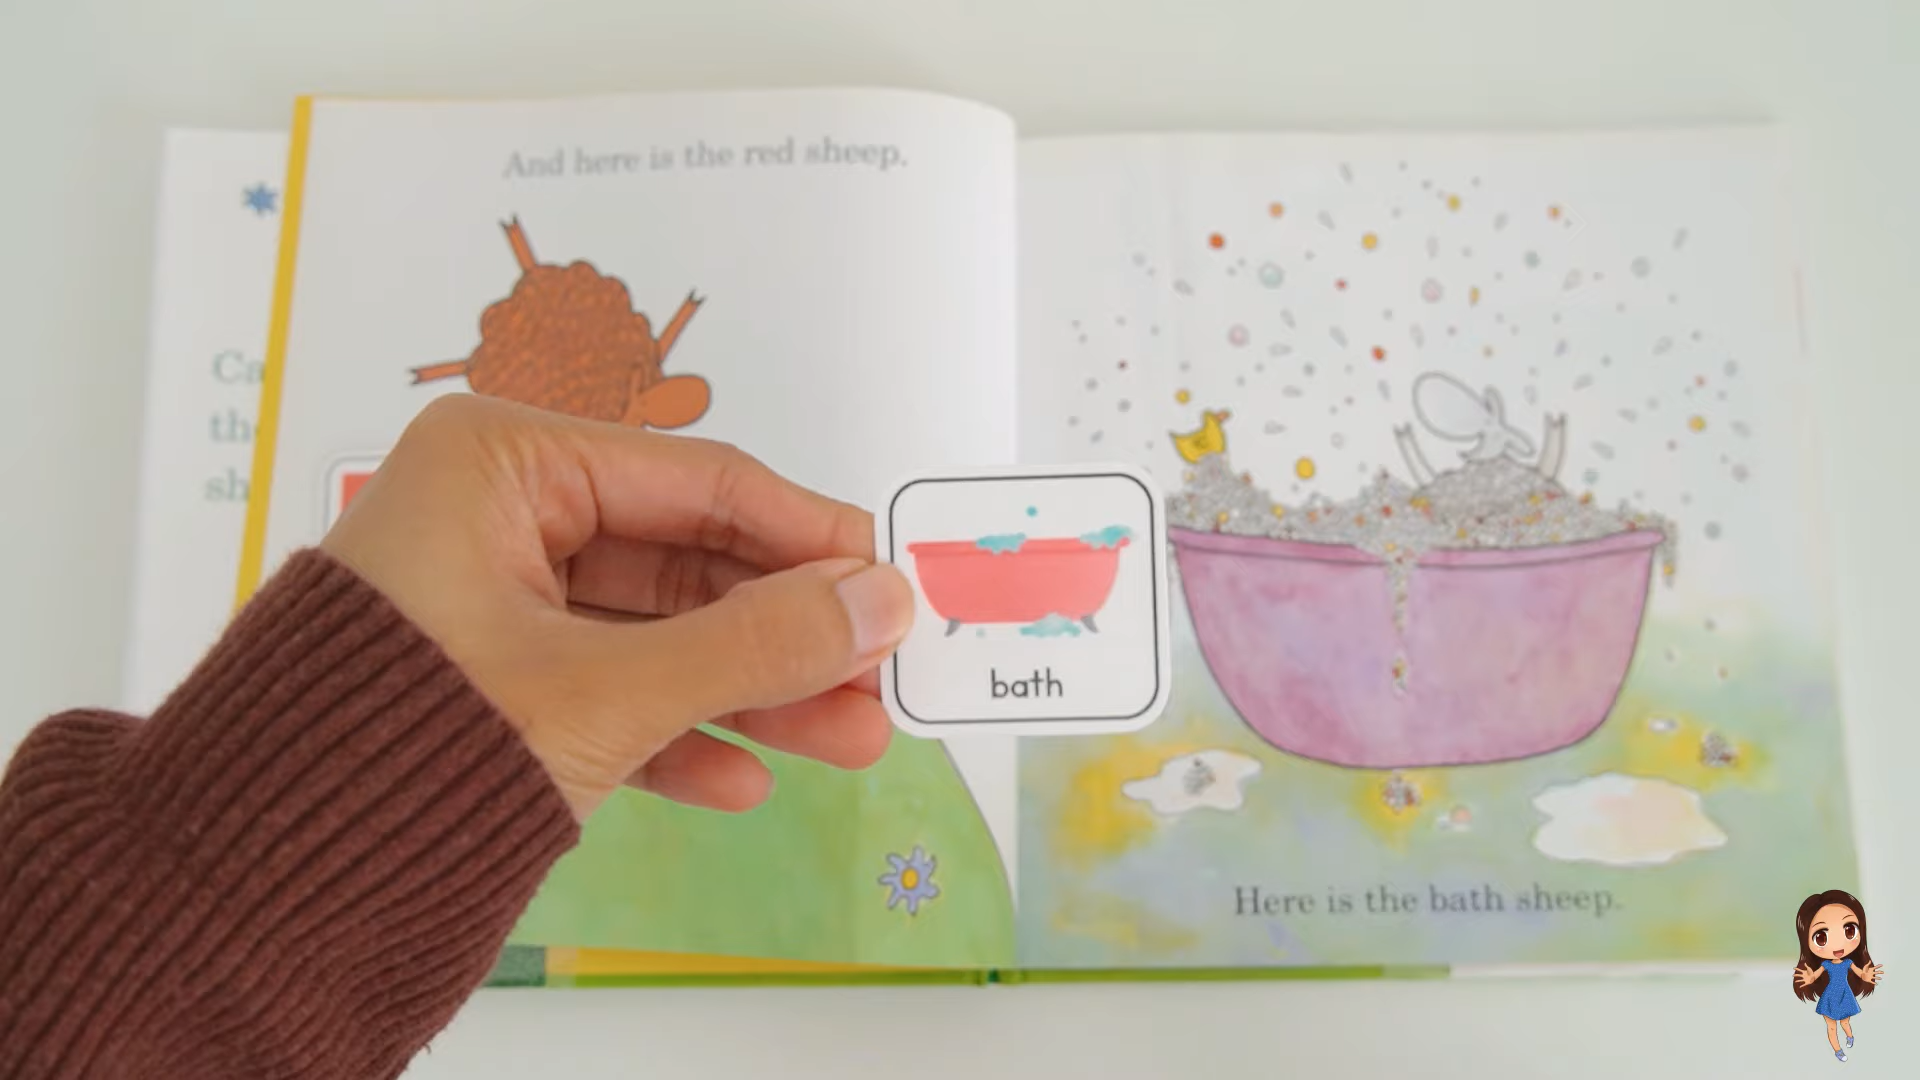 And here is the red sheep.
bath
Here is the bath sheep.